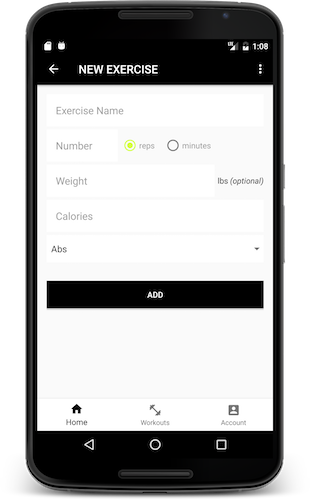 1:08
NEW EXERCISE
Exercise Name
Number reps minutes
Weight lbs (optional)
Calories
Abs
ADD
Home Workouts Account